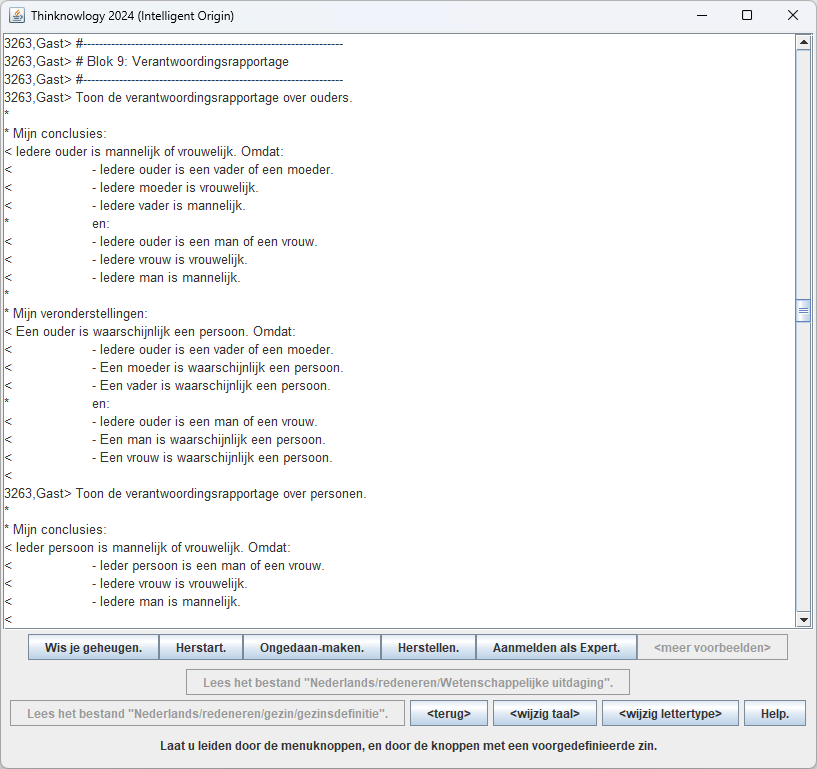 Thinknowlogy 2024 (Intelligent Origin)
3263,Gast> #-----------------------------------------------------------------
3263,Gast> # Blok 9: Verantwoordingsrapportage
3263,Gast> #-----------------------------------------------------------------
3263,Gast> Toon de verantwoordingsrapportage over ouders.
*
* Mijn conclusies:
< Iedere ouder is mannelijk of vrouwelijk. Omdat:
< - Iedere ouder is een vader of een moeder.
< - Iedere moeder is vrouwelijk.
< - Iedere vader is mannelijk.
* en:
< - Iedere ouder is een man of een vrouw.
< - Iedere vrouw is vrouwelijk.
< - Iedere man is mannelijk.
*
* Mijn veronderstellingen:
< Een ouder is waarschijnlijk een persoon. Omdat:
< - Iedere ouder is een vader of een moeder.
< - Een moeder is waarschijnlijk een persoon.
< - Een vader is waarschijnlijk een persoon.
* en:
< - Iedere ouder is een man of een vrouw.
< - Een man is waarschijnlijk een persoon.
< - Een vrouw is waarschijnlijk een persoon.
<
3263,Gast> Toon de verantwoordingsrapportage over personen.
*
* Mijn conclusies:
< Ieder persoon is mannelijk of vrouwelijk. Omdat:
< - Ieder persoon is een man of een vrouw.
< - Iedere vrouw is vrouwelijk.
< - Iedere man is mannelijk.
<
Wis je geheugen. Herstart. Ongedaan-maken. Herstellen. Aanmelden als Expert. <meer voorbeelden>
Lees het bestand "Nederlands/redeneren/Wetenschappelijke uitdaging".
Lees het bestand "Nederlands/redeneren/gezin/gezinsdefinitie". <terug> <wijzig taal> <wijzig lettertype> Help.
Laat u leiden door de menuknoppen, en door de knoppen met een voorgedefinieerde zin.